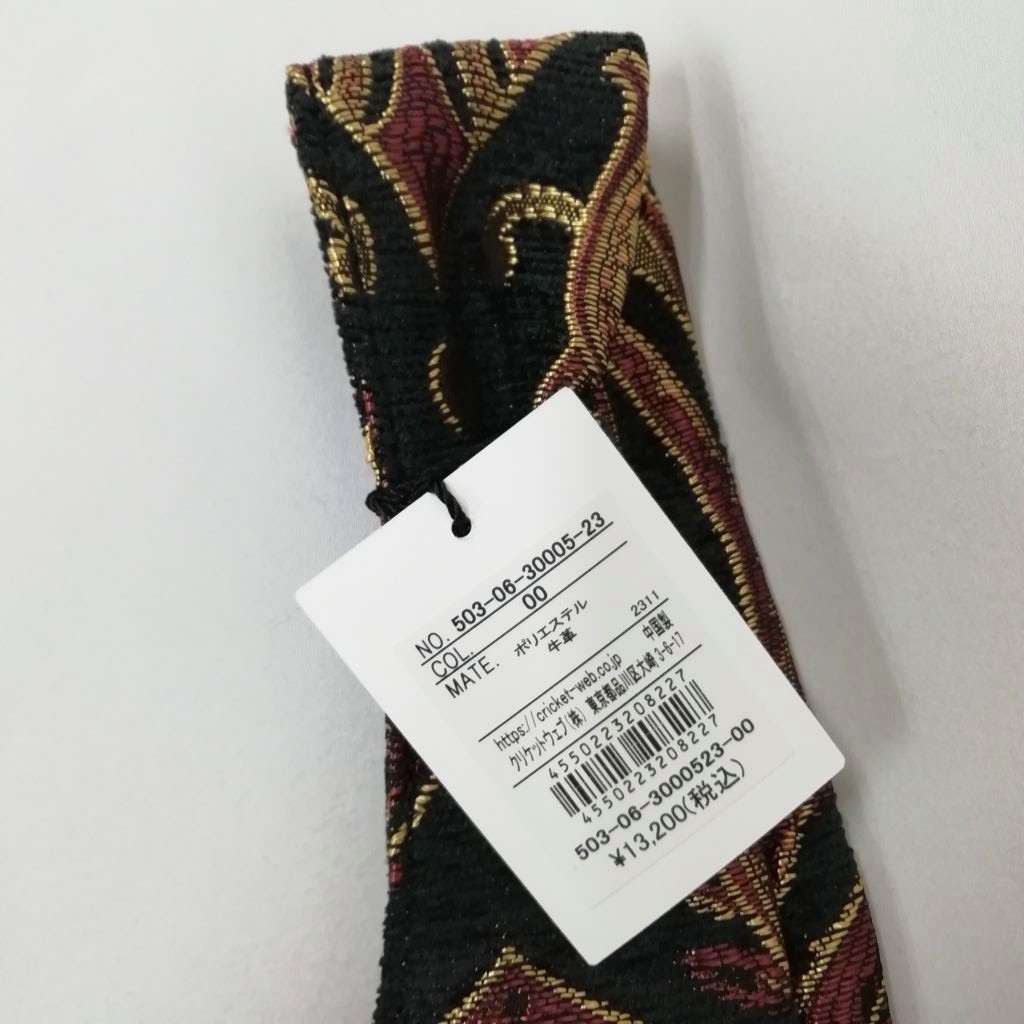 NO. 503-06-30005-23
COL. 00
MATE. ポリエステル 2311
牛革 中国製
https://cricket-web.co.jp
クリケットウェブ(株) 東京都品川区大崎3-6-17
4550223208227
4550223208227
503-06-3000523-00
¥13,200(税込)